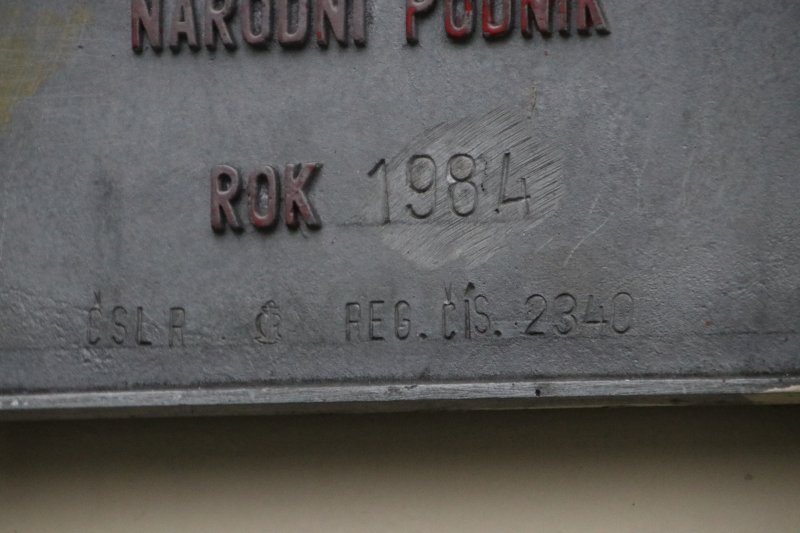 NÁRODNÍ PODNIK
ROK 1984
ČSLR REG. ČÍS. 2340